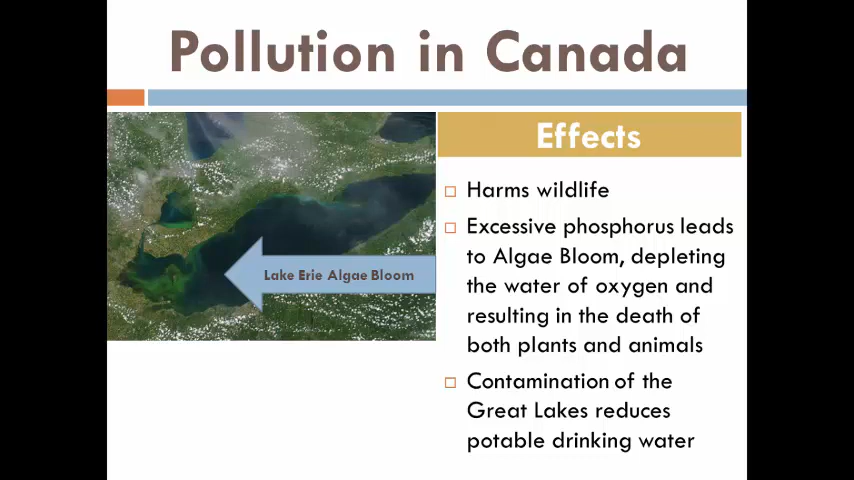 Pollution in Canada
Effects
Harms wildlife
Excessive phosphorus leads
to Algae Bloom, depleting
the water of oxygen and
resulting in the death of
both plants and animals
Contamination of the
Great Lakes reduces
potable drinking water
Lake Erie Algae Bloom